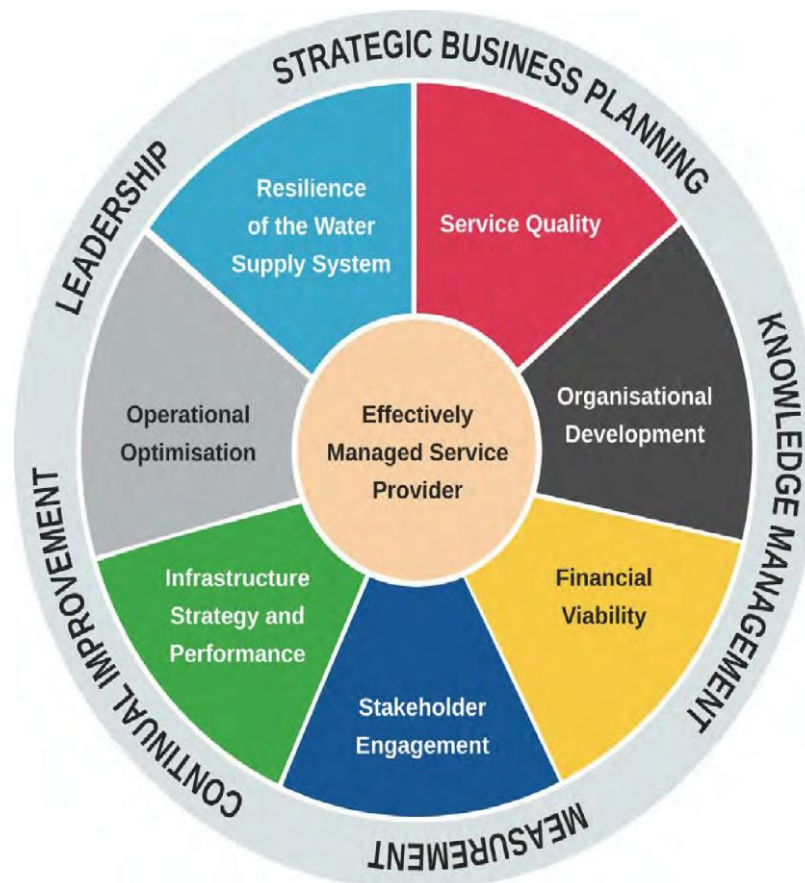 STRATEGIC BUSINESS PLANNING
LEADERSHIP
KNOWLEDGE MANAGEMENT
CONTINUAL IMPROVEMENT
MEASUREMENT
Resilience
of the Water
Supply System
Service Quality
Organisational
Development
Financial
Viability
Stakeholder
Engagement
Infrastructure
Strategy and
Performance
Operational
Optimisation
Effectively
Managed Service
Provider